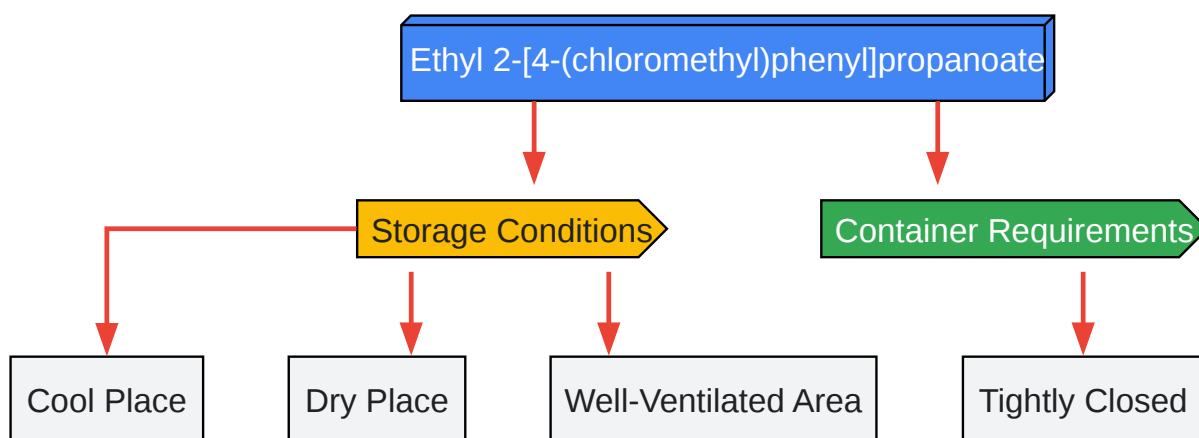 Ethyl 2-[4-(chloromethyl)phenyl]propanoate
Storage Conditions
Container Requirements
Cool Place
Dry Place
Well-Ventilated Area
Tightly Closed